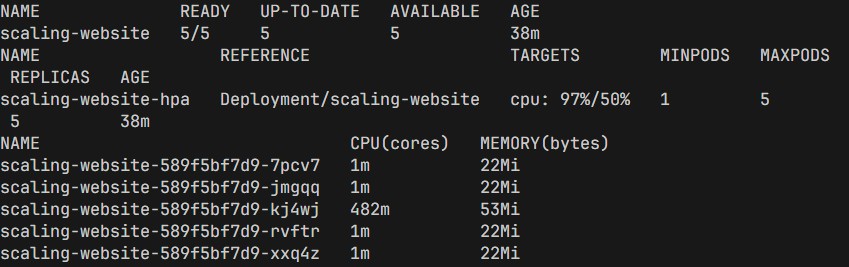 NAME READY UP-TO-DATE AVAILABLE AGE
scaling-website 5/5 5 5 38m
NAME REFERENCE TARGETS MINPODS MAXPODS
REPLICAS AGE
scaling-website-hpa Deployment/scaling-website cpu: 97%/50% 1 5
5 38m
NAME CPU(cores) MEMORY(bytes)
scaling-website-589f5bf7d9-7pcv7 1m 22Mi
scaling-website-589f5bf7d9-jmgqq 1m 22Mi
scaling-website-589f5bf7d9-kj4wj 482m 53Mi
scaling-website-589f5bf7d9-rvftr 1m 22Mi
scaling-website-589f5bf7d9-xxq4z 1m 22Mi